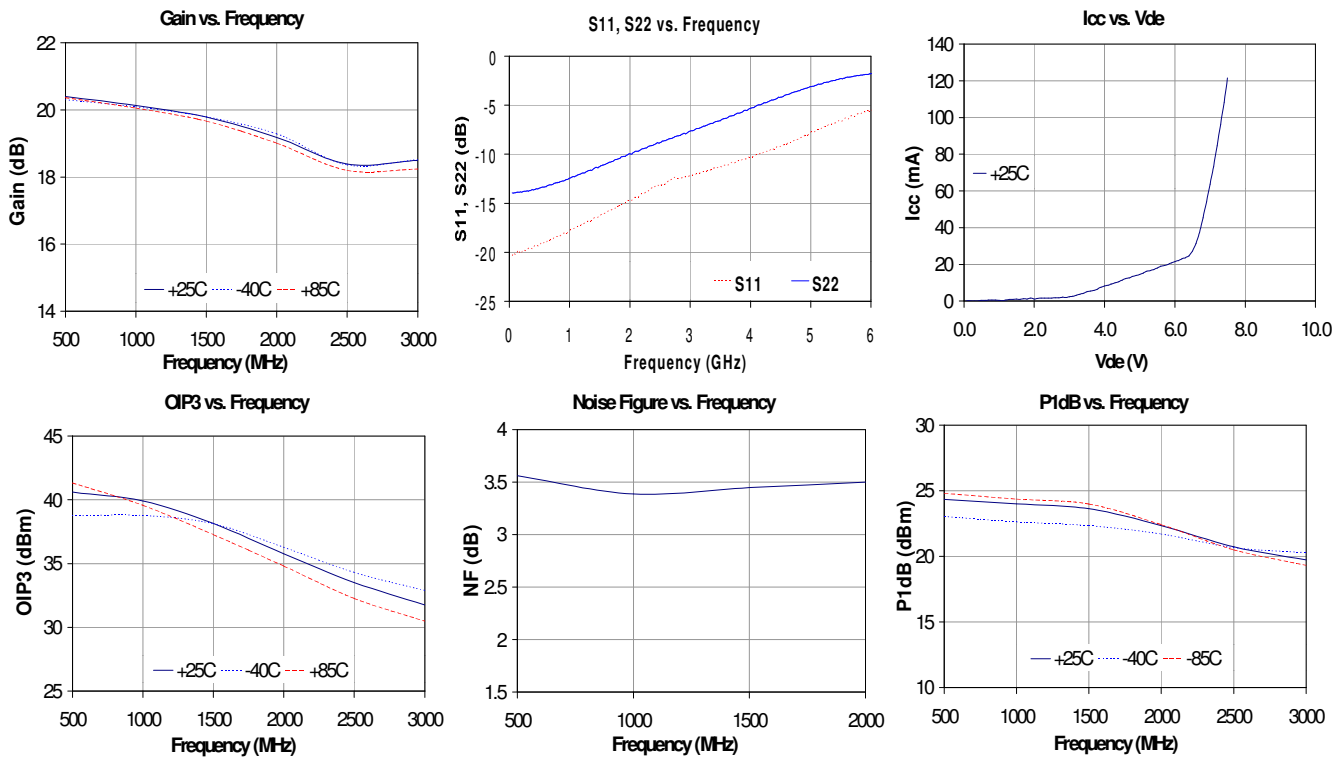 Gain vs. Frequency
22
20
18
16
14
Gain (dB)
+25C -40C +85C
500 1000 1500 2000 2500 3000
Frequency (MHz)
S11, S22 vs. Frequency
0
-5
-10
-15
-20
-25
S11, S22 (dB)
S11 S22
0 1 2 3 4 5 6
Frequency (GHz)
Icc vs. Vde
140
120
100
80
60
40
20
0
Icc (mA)
+25C
0.0 2.0 4.0 6.0 8.0 10.0
Vde (V)
OIP3 vs. Frequency
45
40
35
30
25
OIP3 (dBm)
+25C -40C +85C
500 1000 1500 2000 2500 3000
Frequency (MHz)
Noise Figure vs. Frequency
4
3.5
3
2.5
2
1.5
NF (dB)
500 1000 1500 2000
Frequency (MHz)
P1dB vs. Frequency
30
25
20
15
10
P1dB (dBm)
+25C -40C -85C
500 1000 1500 2000 2500 3000
Frequency (MHz)